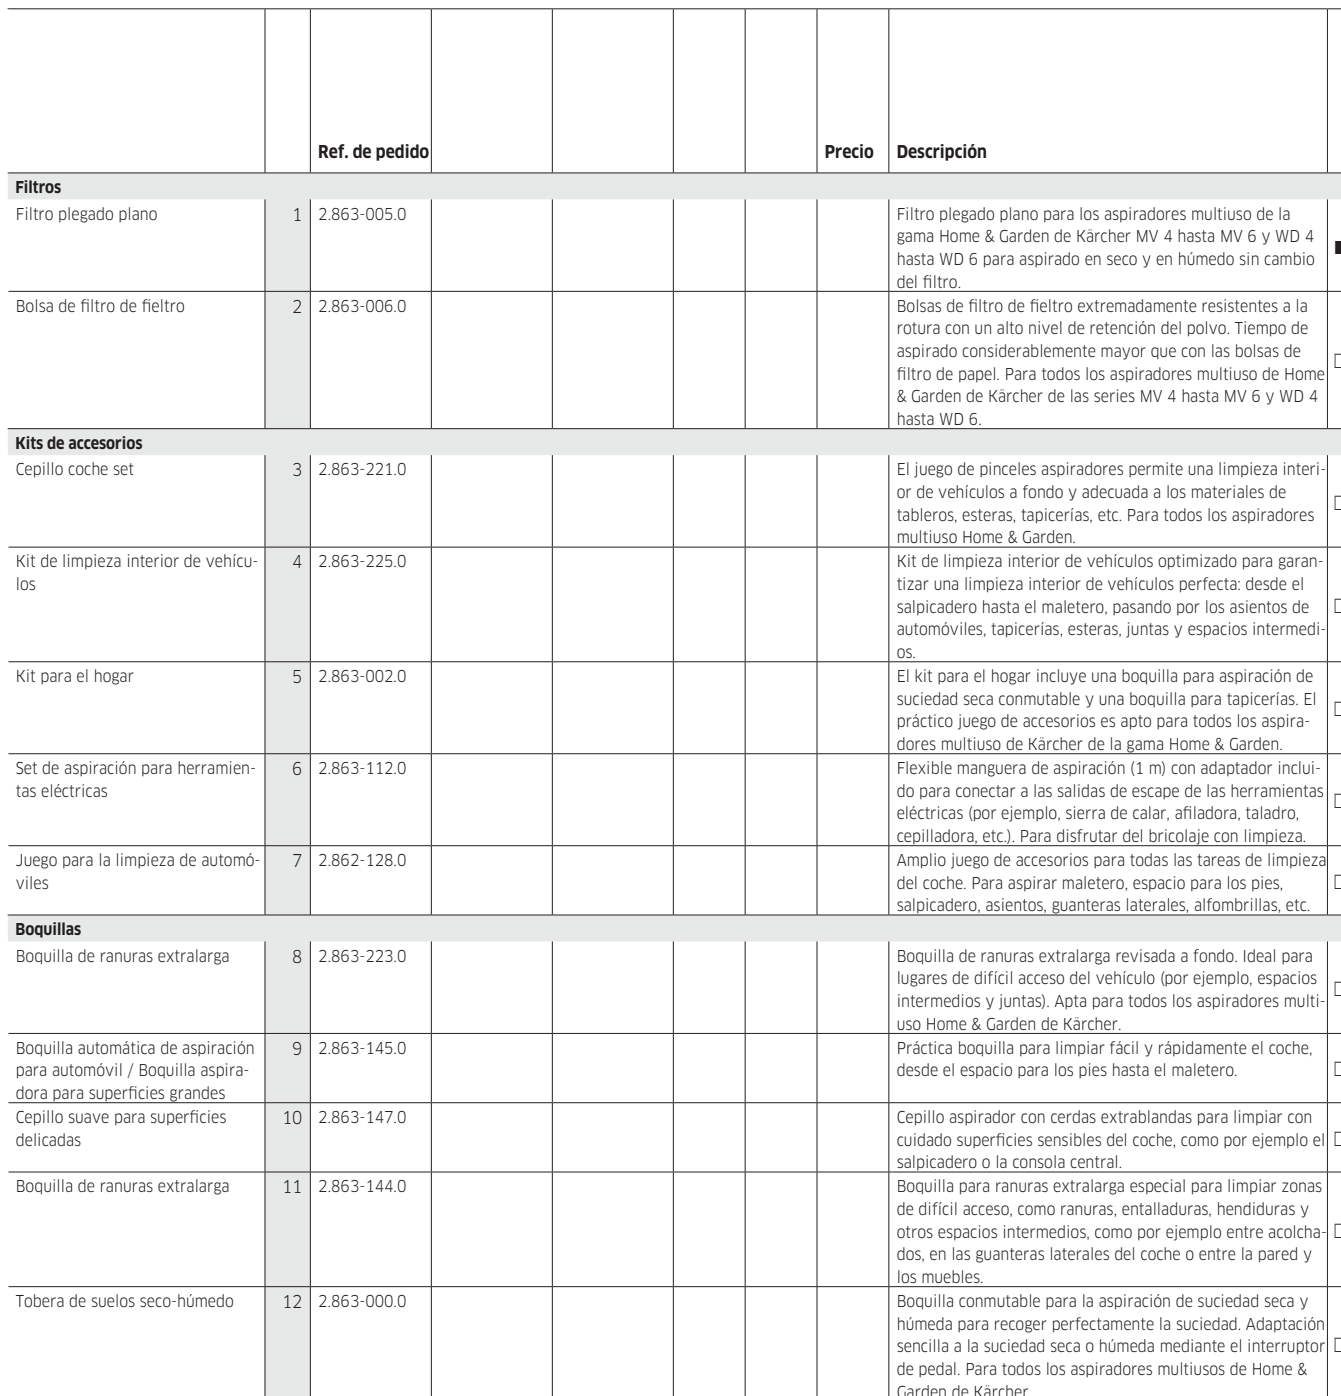 Ref. de pedido Precio Descripción
Filtros
Filtro plegado plano 1 2.863-005.0 Filtro plegado plano para los aspiradores multiuso de la
gama Home & Garden de Kärcher MV 4 hasta MV 6 y WD 4
hasta WD 6 para aspirado en seco y en húmedo sin cambio
del filtro.
Bolsa de filtro de fieltro 2 2.863-006.0 Bolsas de filtro de fieltro extremadamente resistentes a la
rotura con un alto nivel de retención del polvo. Tiempo de
aspirado considerablemente mayor que con las bolsas de
filtro de papel. Para todos los aspiradores multiuso de Home
& Garden de Kärcher de las series MV 4 hasta MV 6 y WD 4
hasta WD 6.
Kits de accesorios
Cepillo coche set 3 2.863-221.0 El juego de pinceles aspiradores permite una limpieza interi-
or de vehículos a fondo y adecuada a los materiales de
tableros, esteras, tapicerías, etc. Para todos los aspiradores
multiuso Home & Garden.
Kit de limpieza interior de vehícu- 4 2.863-225.0 Kit de limpieza interior de vehículos optimizado para garan-
los tizar una limpieza interior de vehículos perfecta: desde el
salpicadero hasta el maletero, pasando por los asientos de
automóviles, tapicerías, esteras, juntas y espacios intermedi-
os.
Kit para el hogar 5 2.863-002.0 El kit para el hogar incluye una boquilla para aspiración de
suciedad seca conmutable y una boquilla para tapicerías. El
práctico juego de accesorios es apto para todos los aspira-
dores multiuso de Kärcher de la gama Home & Garden.
Set de aspiración para herramien- 6 2.863-112.0 Flexible manguera de aspiración (1 m) con adaptador inclui-
tas eléctricas do para conectar a las salidas de escape de las herramientas
eléctricas (por ejemplo, sierra de calar, afiladora, taladro,
cepilladora, etc.). Para disfrutar del bricolaje con limpieza.
Juego para la limpieza de automó- 7 2.862-128.0 Amplio juego de accesorios para todas las tareas de limpieza
viles del coche. Para aspirar maletero, espacio para los pies,
salpicadero, asientos, guanteras laterales, alfombrillas, etc.
Boquillas
Boquilla de ranuras extralarga 8 2.863-223.0 Boquilla de ranuras extralarga revisada a fondo. Ideal para
lugares de difícil acceso del vehículo (por ejemplo, espacios
intermedios y juntas). Apta para todos los aspiradores multi-
uso Home & Garden de Kärcher.
Boquilla automática de aspiración 9 2.863-145.0 Práctica boquilla para limpiar fácil y rápidamente el coche,
para automóvil / Boquilla aspira- desde el espacio para los pies hasta el maletero.
dora para superficies grandes
Cepillo suave para superficies 10 2.863-147.0 Cepillo aspirador con cerdas extrablandas para limpiar con
delicadas cuidado superficies sensibles del coche, como por ejemplo el
salpicadero o la consola central.
Boquilla de ranuras extralarga 11 2.863-144.0 Boquilla para ranuras extralarga especial para limpiar zonas
de difícil acceso, como ranuras, entalladuras, hendiduras y
otros espacios intermedios, como por ejemplo entre acolcha-
dos, en las guanteras laterales del coche o entre la pared y
los muebles.
Tobera de suelos seco-húmedo 12 2.863-000.0 Boquilla conmutable para la aspiración de suciedad seca y
húmeda para recoger perfectamente la suciedad. Adaptación
sencilla a la suciedad seca o húmeda mediante el interruptor
de pedal. Para todos los aspiradores multiusos de Home &
Garden de Kärcher